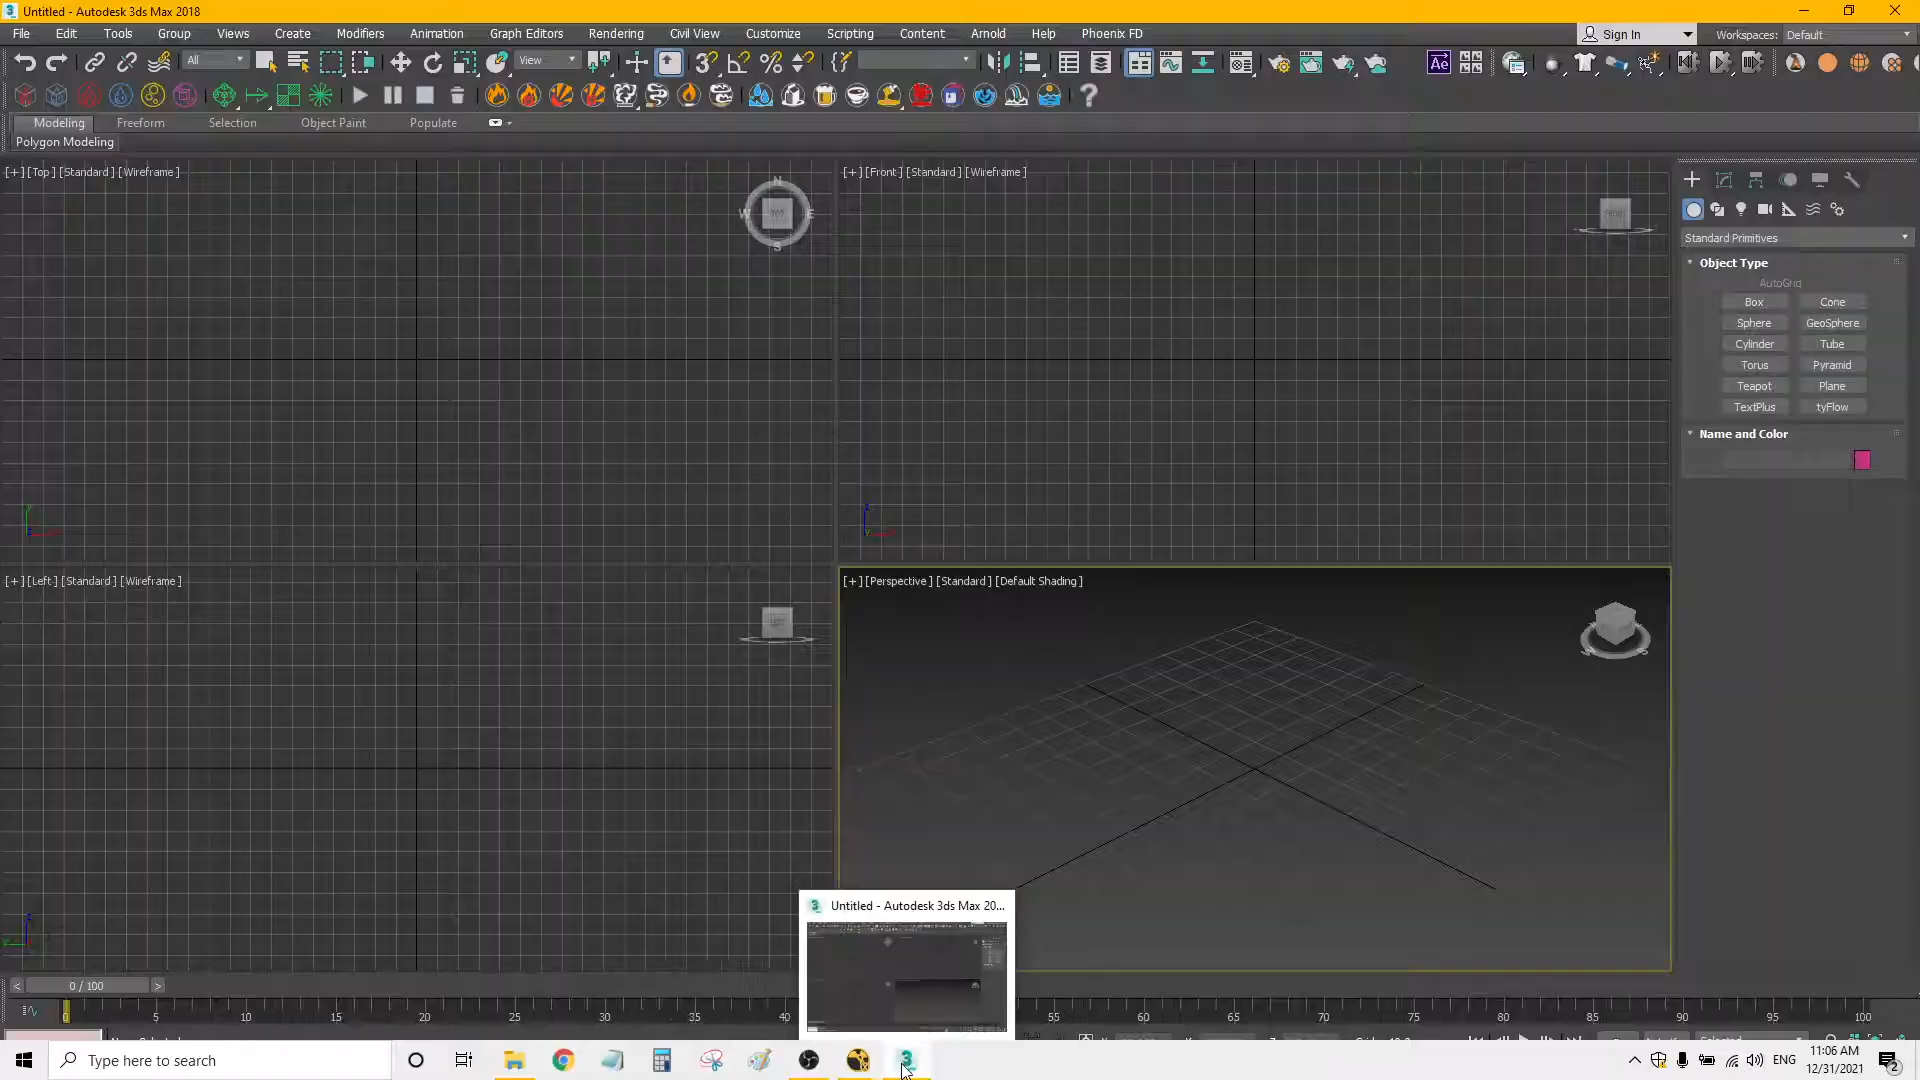 Untitled - Autodesk 3ds Max 2018
File Edit Tools Group Views Create Modifiers Animation Graph Editors Rendering Civil View Customize Scripting Content Arnold Help Phoenix FD
Sign In
Workspaces: Default
All
View
Ae
Modeling Freeform Selection Object Paint Populate
Polygon Modeling
[+] [Top] [Standard] [Wireframe]
N
W
E
S
[+] [Front] [Standard] [Wireframe]
Standard Primitives
Object Type
AutoGrid
Box Cone
Sphere GeoSphere
Cylinder Tube
Torus Pyramid
Teapot Plane
TextPlus tyFlow
Name and Color
[+] [Left] [Standard] [Wireframe]
[+] [Perspective] [Standard] [Default Shading]
Untitled - Autodesk 3ds Max 20...
< 0 / 100 >
0 5 10 15 20 25 30 35 40 55 60 65 70 75 80 85 90 95 100
Type here to search
ENG
11:06 AM
12/31/2021
2